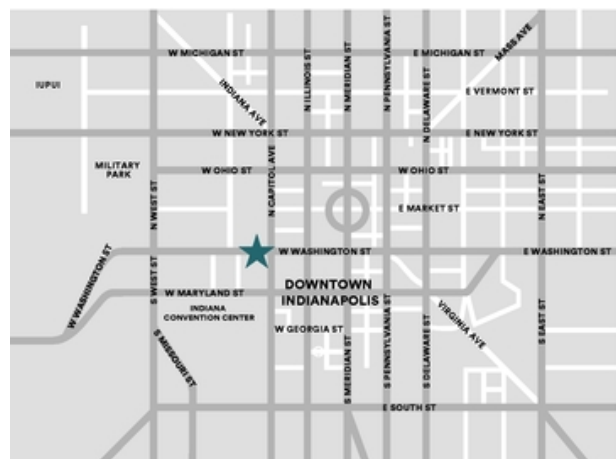 W MICHIGAN ST
E MICHIGAN ST
MASS AVE
IUPUI
INDIANA AVE
N ILLINOIS ST
N MERIDIAN ST
N PENNSYLVANIA ST
N DELAWARE ST
E VERMONT ST
W NEW YORK ST
E NEW YORK ST
MILITARY
PARK
W OHIO ST
W OHIO ST
N WEST ST
N CAPITOL AVE
E MARKET ST
N EAST ST
W WASHINGTON ST
W WASHINGTON ST
E WASHINGTON ST
S WEST ST
W MARYLAND ST
DOWNTOWN
INDIANAPOLIS
INDIANA
CONVENTION CENTER
W GEORGIA ST
S MISSOURI ST
S MERIDIAN ST
S PENNSYLVANIA ST
S DELAWARE ST
VIRGINIA AVE
S EAST ST
E SOUTH ST